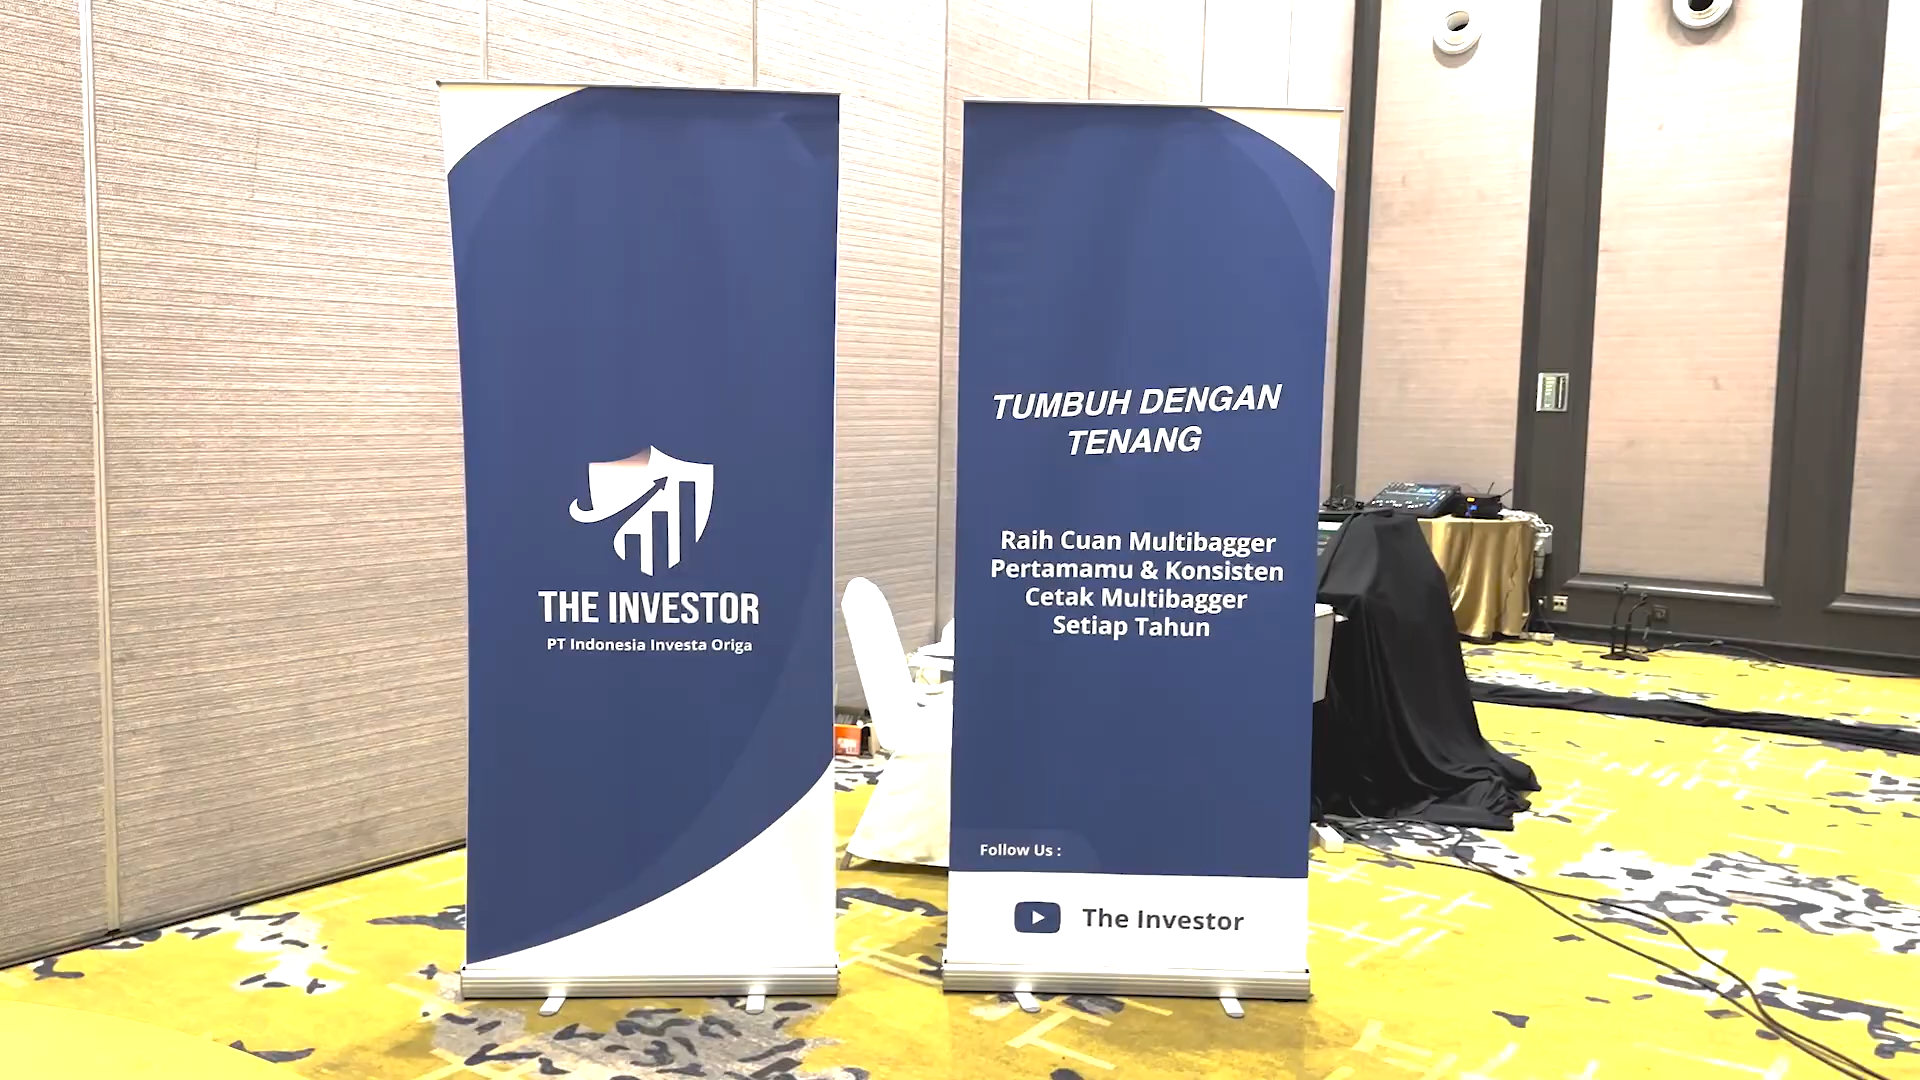 THE INVESTOR
PT Indonesia Investa Origa
TUMBUH DENGAN
TENANG
Raih Cuan Multibagger
Pertamamu & Konsisten
Cetak Multibagger
Setiap Tahun
Follow Us :
The Investor